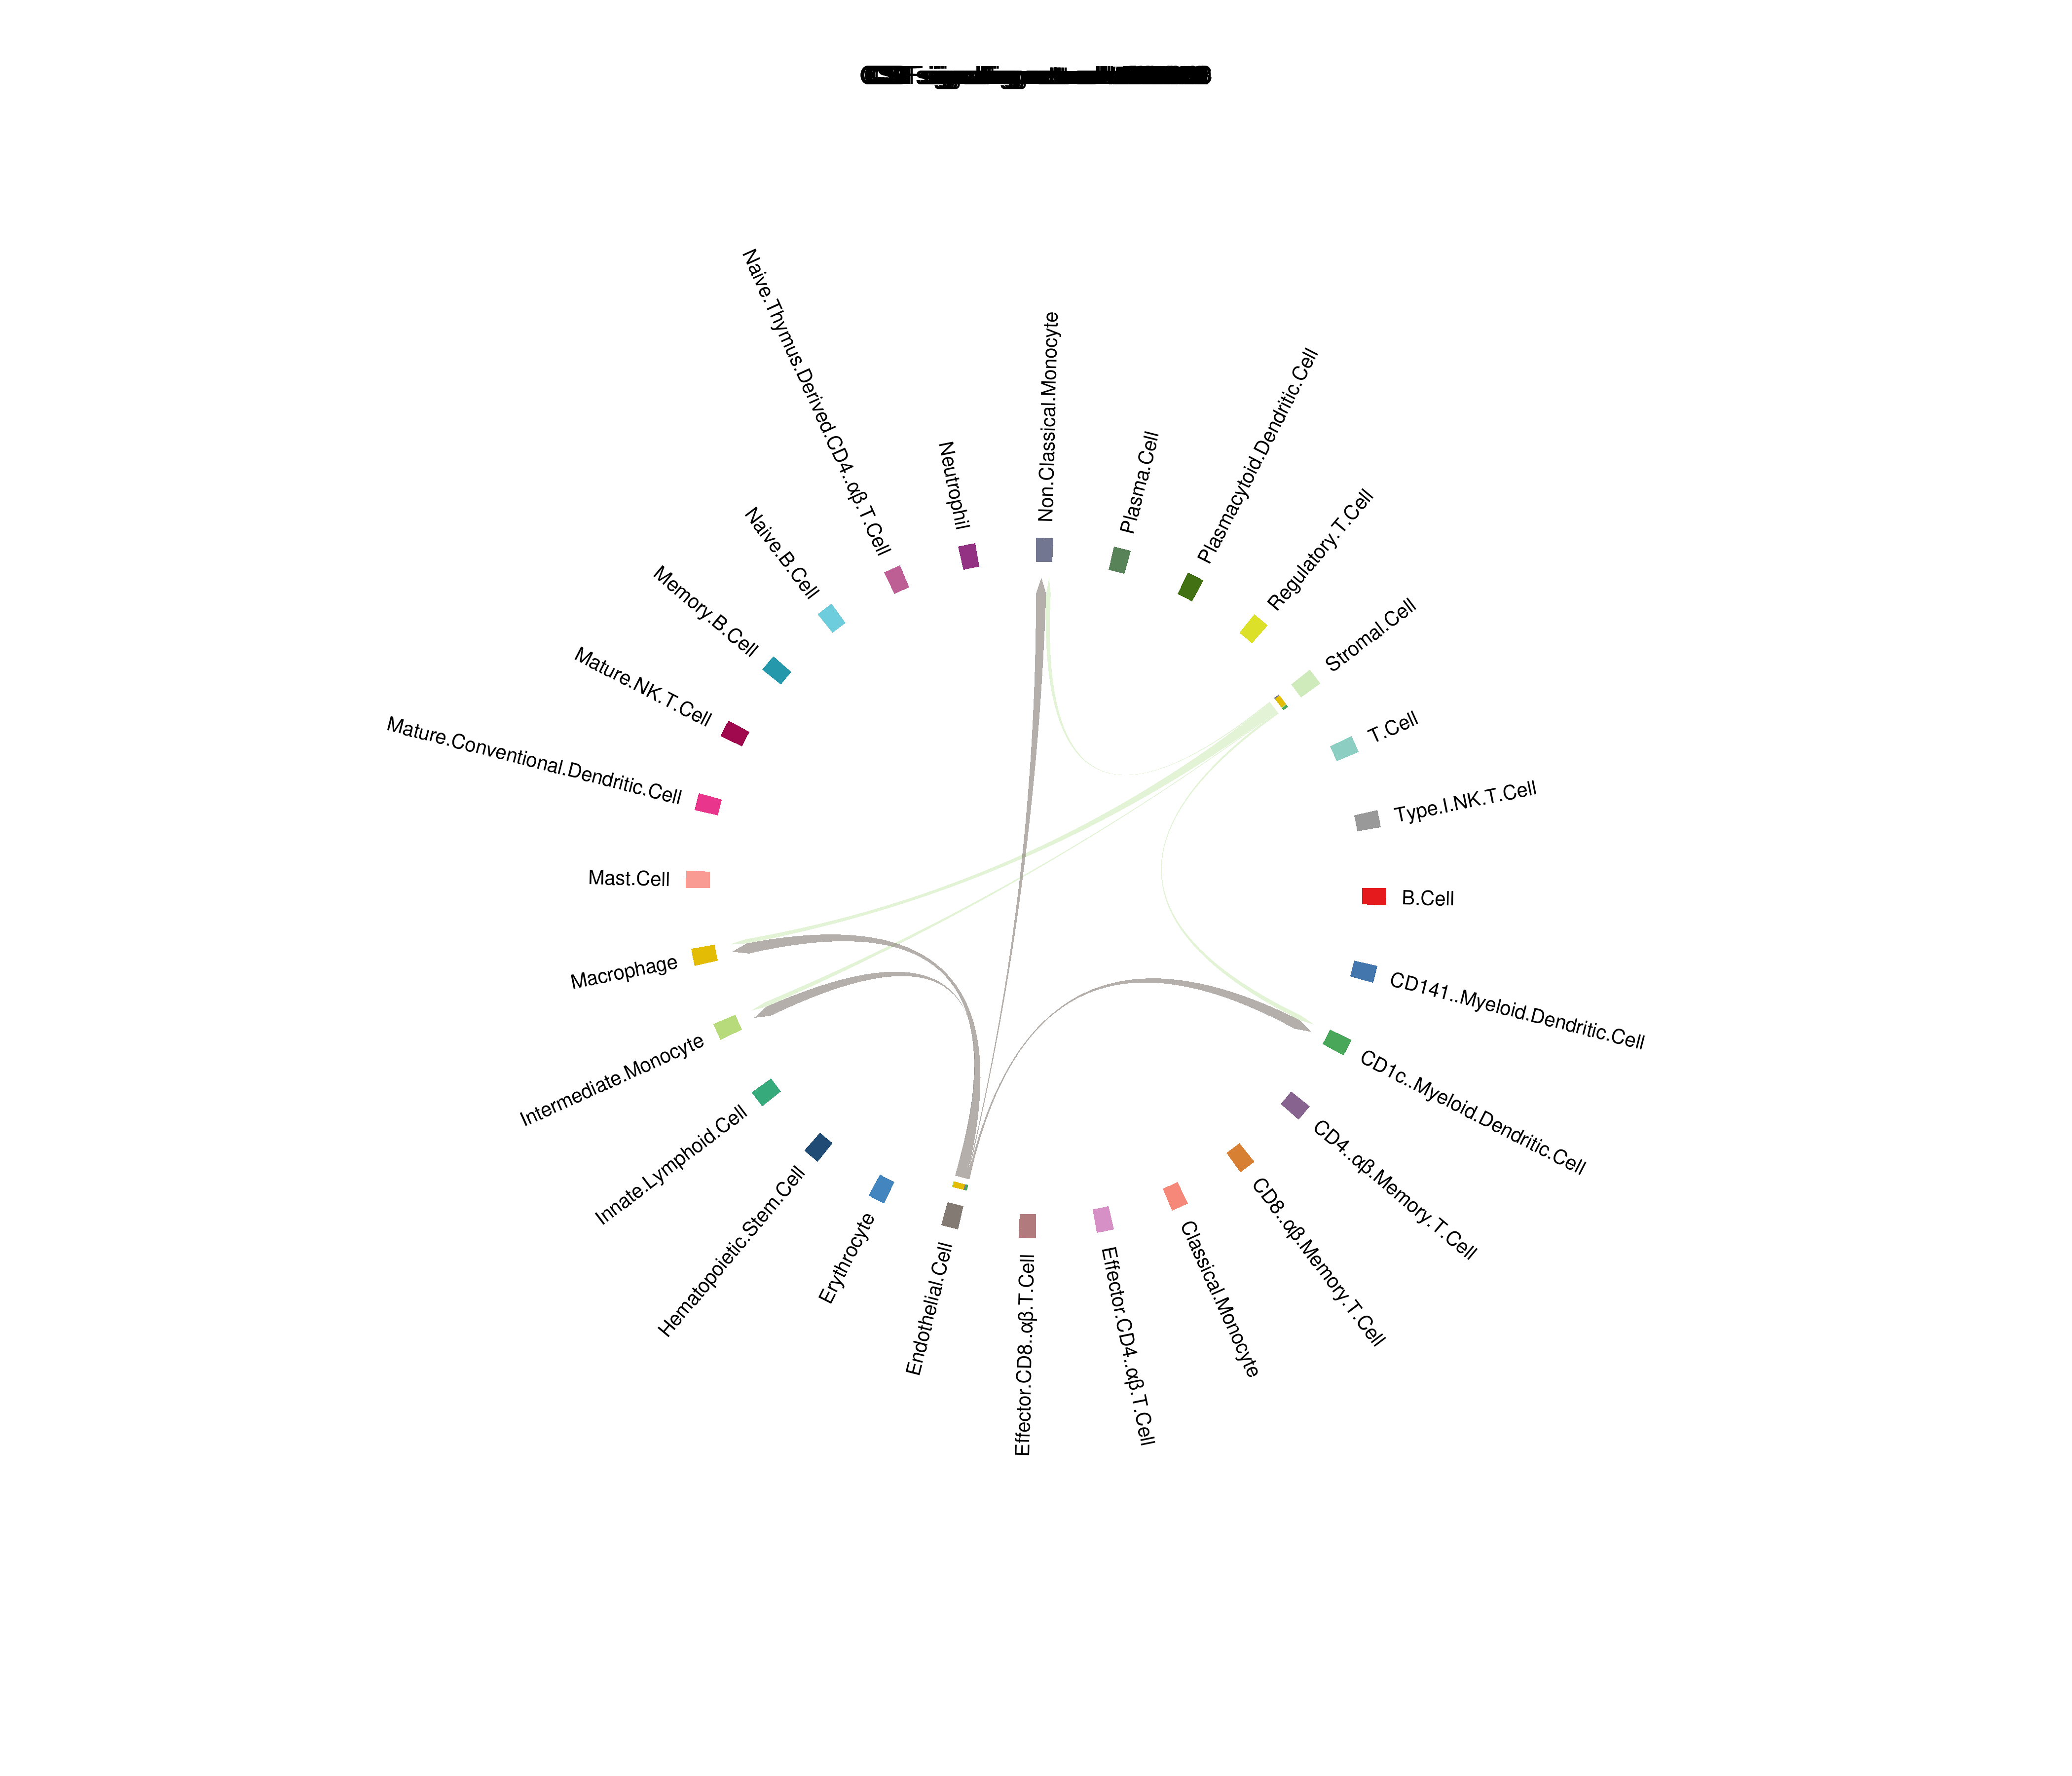 Non.Classical.Monocyte
Plasma.Cell
Plasmacytoid.Dendritic.Cell
Regulatory.T.Cell
Stromal.Cell
T.Cell
Type.I.NK.T.Cell
B.Cell
CD141..Myeloid.Dendritic.Cell
CD1c..Myeloid.Dendritic.Cell
CD4..αβ.Memory.T.Cell
CD8..αβ.Memory.T.Cell
Classical.Monocyte
Effector.CD4..αβ.T.Cell
Effector.CD8..αβ.T.Cell
Endothelial.Cell
Erythrocyte
Hematopoietic.Stem.Cell
Innate.Lymphoid.Cell
Intermediate.Monocyte
Macrophage
Mast.Cell
Mature.Conventional.Dendritic.Cell
Mature.NK.T.Cell
Memory.B.Cell
Naive.B.Cell
Naive.Thymus.Derived.CD4..αβ.T.Cell
Neutrophil